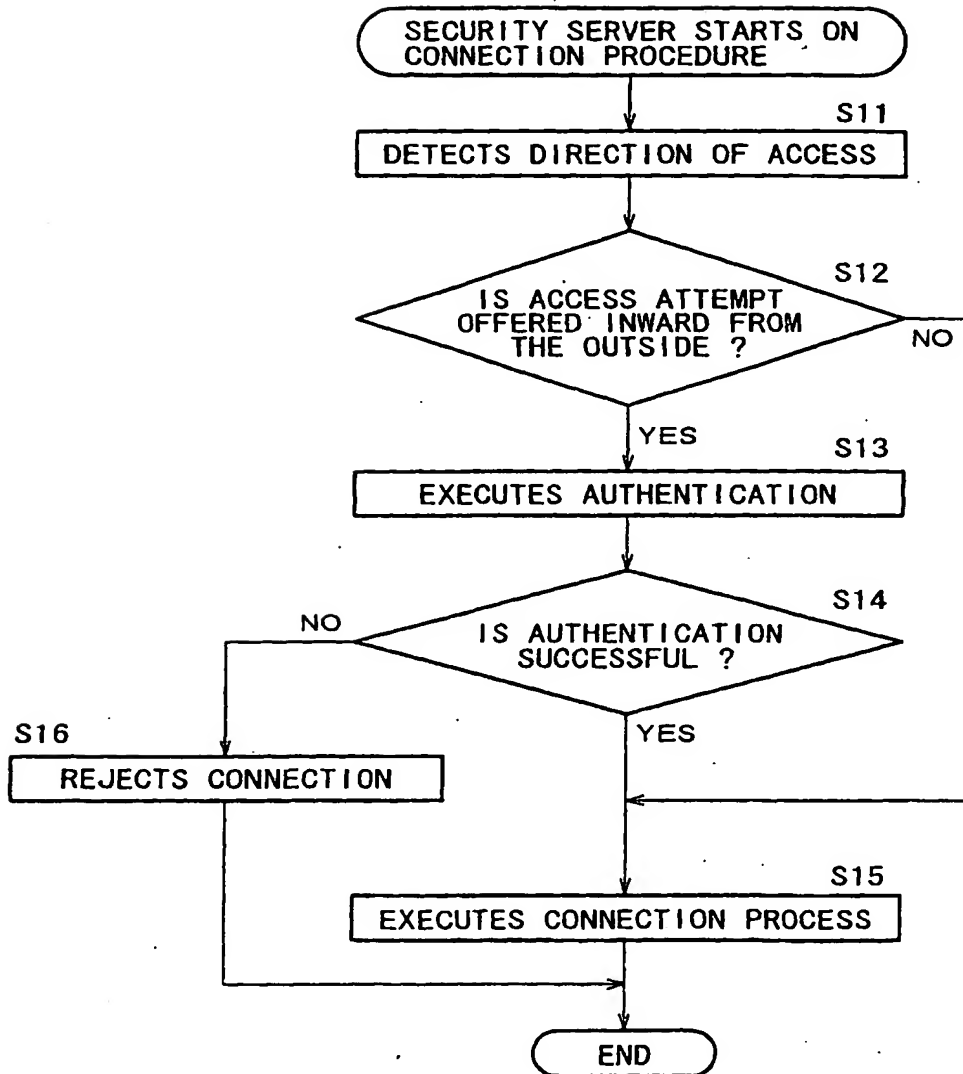 SECURITY SERVER STARTS ON
CONNECTION PROCEDURE
S11
DETECTS DIRECTION OF ACCESS
S12
IS ACCESS ATTEMPT
OFFERED INWARD FROM
THE OUTSIDE ?
NO
YES
S13
EXECUTES AUTHENTICATION
S14
NO
IS AUTHENTICATION
SUCCESSFUL ?
YES
S16
REJECTS CONNECTION
S15
EXECUTES CONNECTION PROCESS
END